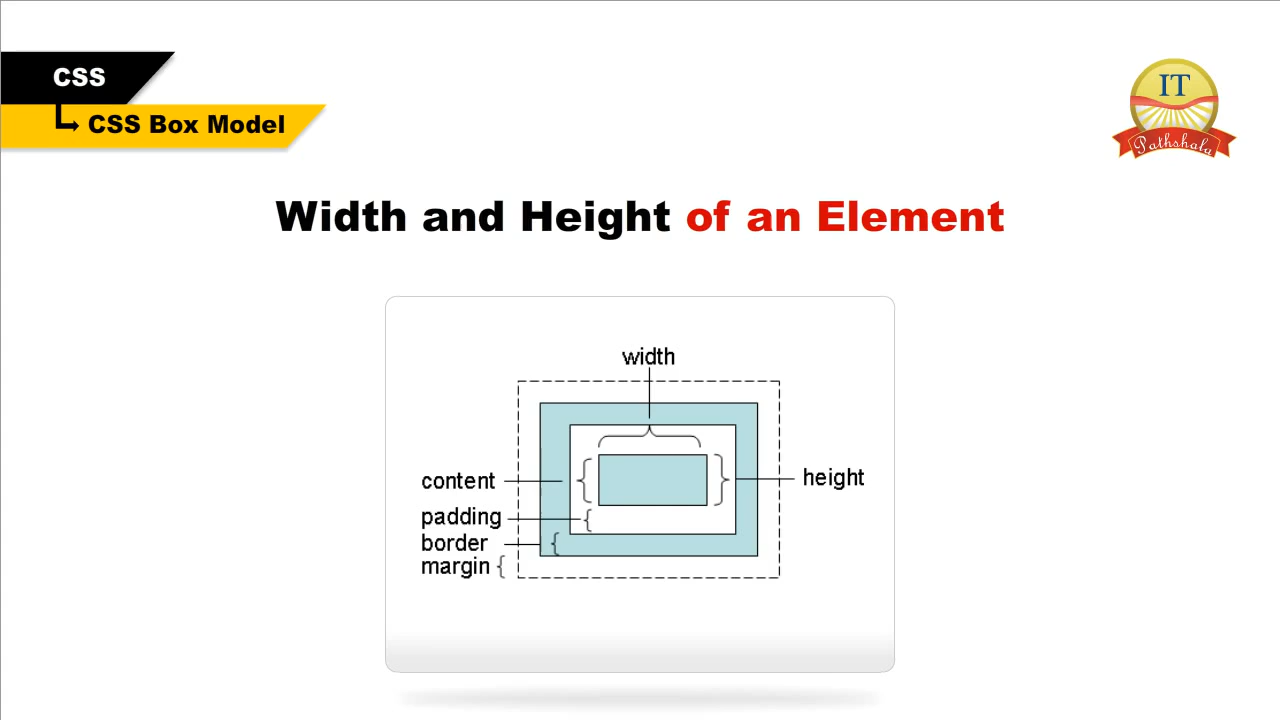 CSS
CSS Box Model
IT
Pathshala
Width and Height of an Element
width
content
height
padding
border
margin